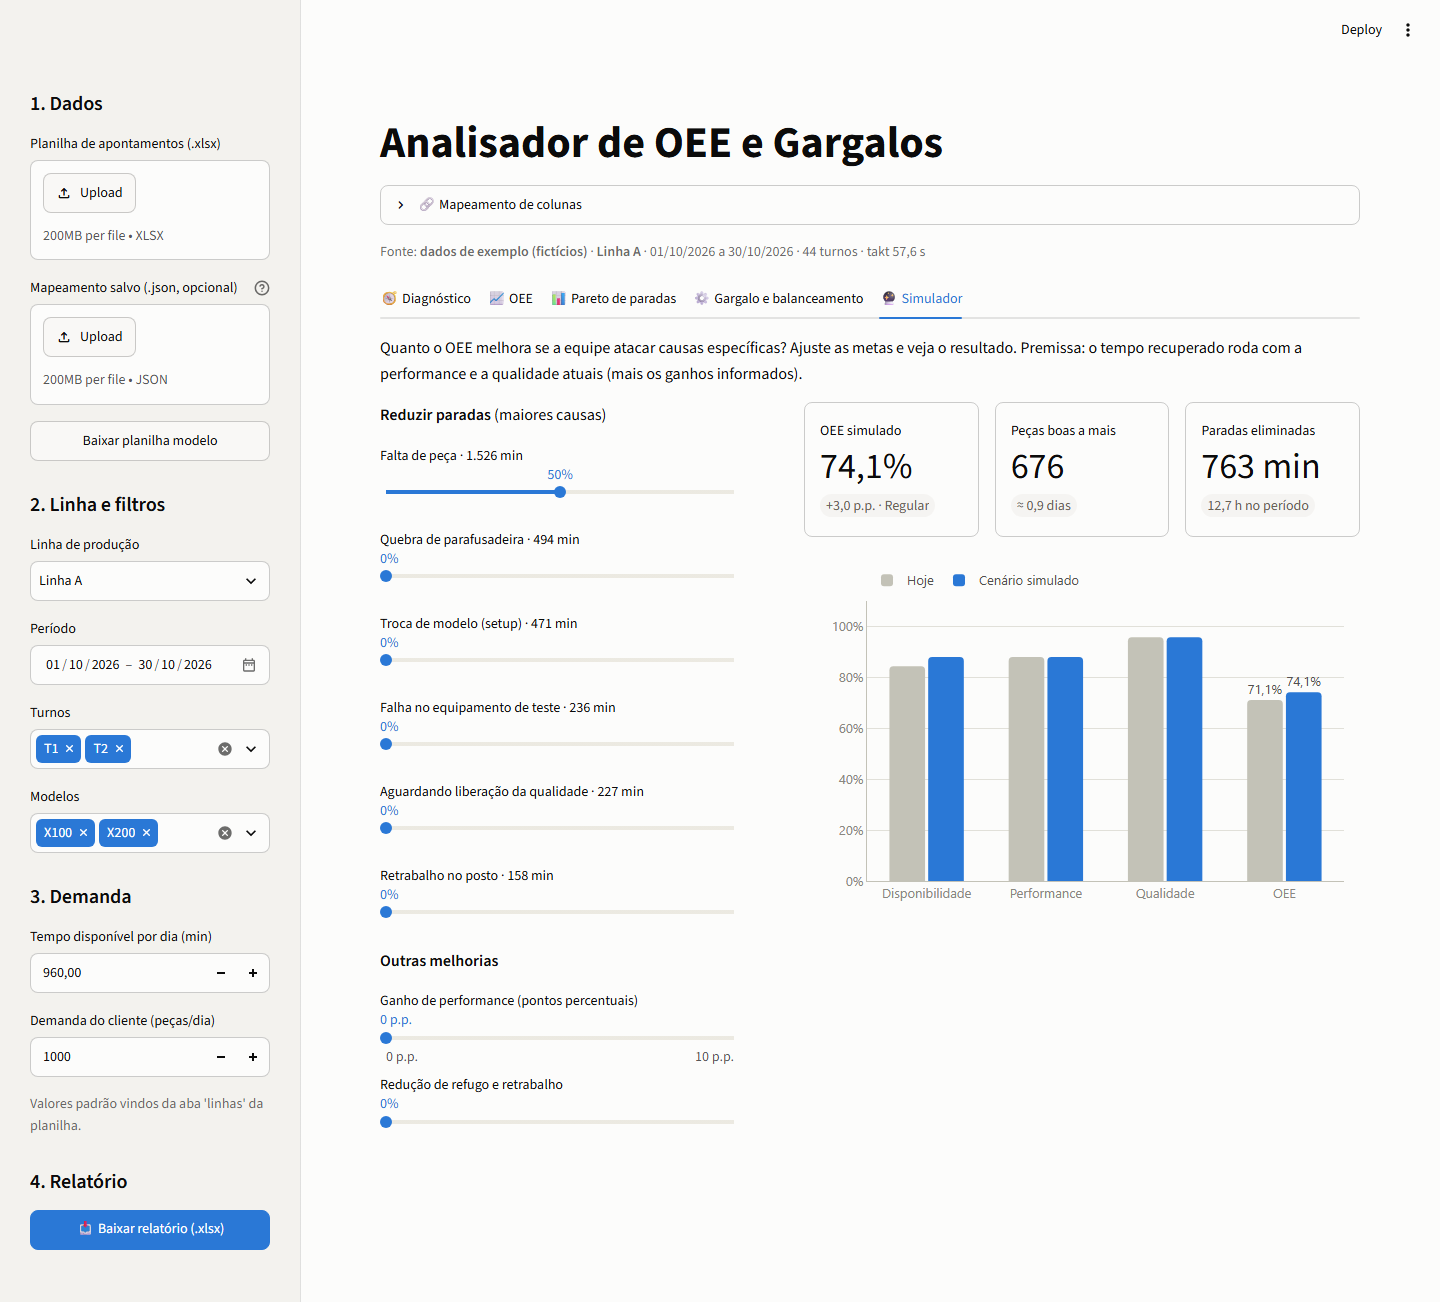 Deploy
1. Dados
Planilha de apontamentos (.xlsx)
Upload
200MB per file • XLSX
Mapeamento salvo (.json, opcional)
Upload
200MB per file • JSON
Baixar planilha modelo
2. Linha e filtros
Linha de produção
Linha A
Período
01/10/2026 – 30/10/2026
Turnos
T1 × T2 ×
Modelos
X100 × X200 ×
3. Demanda
Tempo disponível por dia (min)
960,00 − +
Demanda do cliente (peças/dia)
1000 − +
Valores padrão vindos da aba 'linhas' da
planilha.
4. Relatório
Baixar relatório (.xlsx)
Analisador de OEE e Gargalos
Mapeamento de colunas
Fonte: dados de exemplo (fictícios) · Linha A · 01/10/2026 a 30/10/2026 · 44 turnos · takt 57,6 s
Diagnóstico OEE Pareto de paradas Gargalo e balanceamento Simulador
Quanto o OEE melhora se a equipe atacar causas específicas? Ajuste as metas e veja o resultado. Premissa: o tempo recuperado roda com a
performance e a qualidade atuais (mais os ganhos informados).
Reduzir paradas (maiores causas)
Falta de peça · 1.526 min
50%
Quebra de parafusadeira · 494 min
0%
Troca de modelo (setup) · 471 min
0%
Falha no equipamento de teste · 236 min
0%
Aguardando liberação da qualidade · 227 min
0%
Retrabalho no posto · 158 min
0%
Outras melhorias
Ganho de performance (pontos percentuais)
0 p.p.
0 p.p. 10 p.p.
Redução de refugo e retrabalho
0%
OEE simulado
74,1%
+3,0 p.p. · Regular
Peças boas a mais
676
≈ 0,9 dias
Paradas eliminadas
763 min
12,7 h no período
Hoje Cenário simulado
100%
80%
60%
40%
20%
0%
71,1% 74,1%
Disponibilidade Performance Qualidade OEE